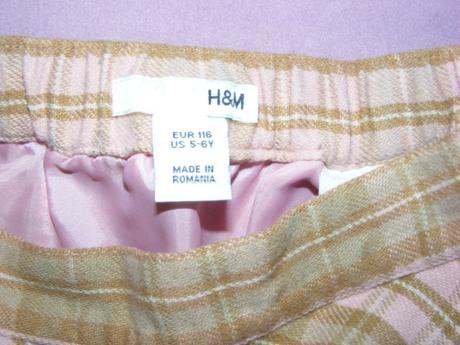 H&M
EUR 116
US 5-6Y
MADE IN
ROMANIA